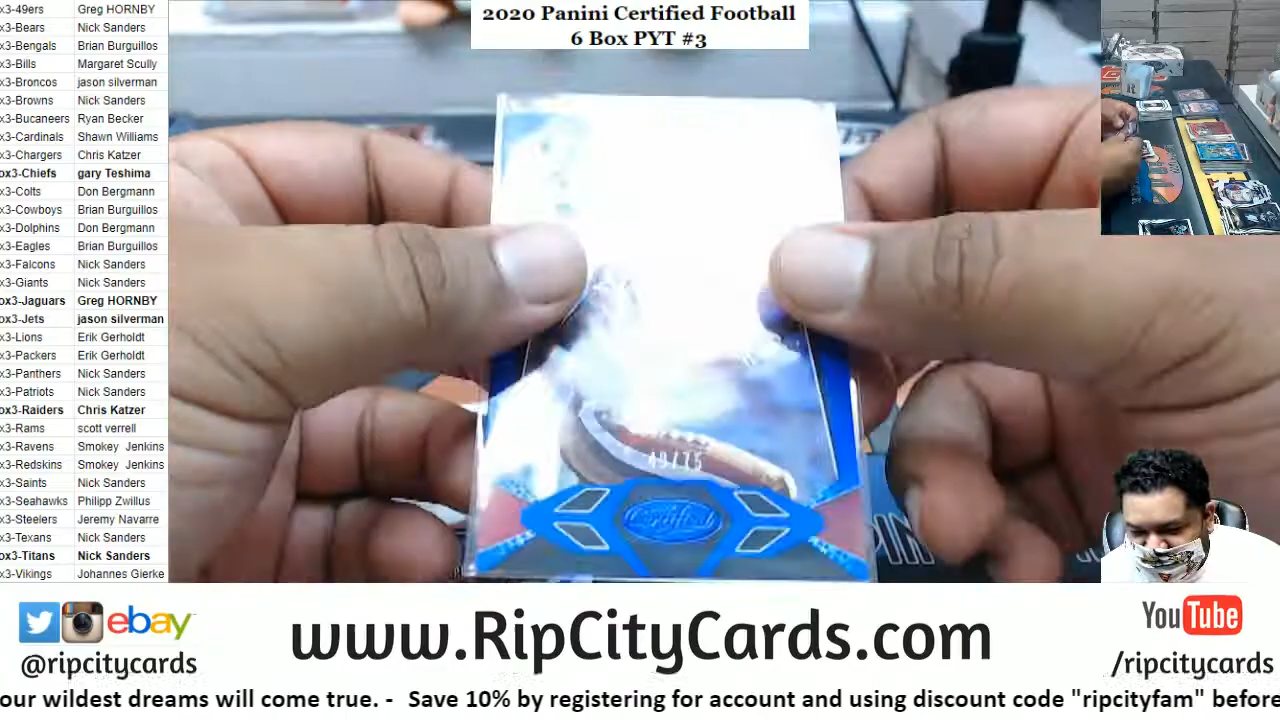 2020 Panini Certified Football
6 Box PYT #3
x3-49ers Greg HORNBY
x3-Bears Nick Sanders
x3-Bengals Brian Burguillos
x3-Bills Margaret Scully
x3-Broncos jason silverman
x3-Browns Nick Sanders
x3-Bucaneers Ryan Becker
x3-Cardinals Shawn Williams
x3-Chargers Chris Katzer
ox3-Chiefs gary Teshima
x3-Colts Don Bergmann
x3-Cowboys Brian Burguillos
x3-Dolphins Don Bergmann
x3-Eagles Brian Burguillos
x3-Falcons Nick Sanders
x3-Giants Nick Sanders
ox3-Jaguars Greg HORNBY
ox3-Jets jason silverman
x3-Lions Erik Gerholdt
x3-Packers Erik Gerholdt
x3-Panthers Nick Sanders
x3-Patriots Nick Sanders
ox3-Raiders Chris Katzer
x3-Rams scott verrell
x3-Ravens Smokey Jenkins
x3-Redskins Smokey Jenkins
x3-Saints Nick Sanders
x3-Seahawks Philipp Zwillus
x3-Steelers Jeremy Navarre
x3-Texans Nick Sanders
ox3-Titans Nick Sanders
x3-Vikings Johannes Gierke
49/75
Certified
ebay
@ripcitycards
www.RipCityCards.com
YouTube
/ripcitycards
our wildest dreams will come true. - Save 10% by registering for account and using discount code "ripcityfam" before